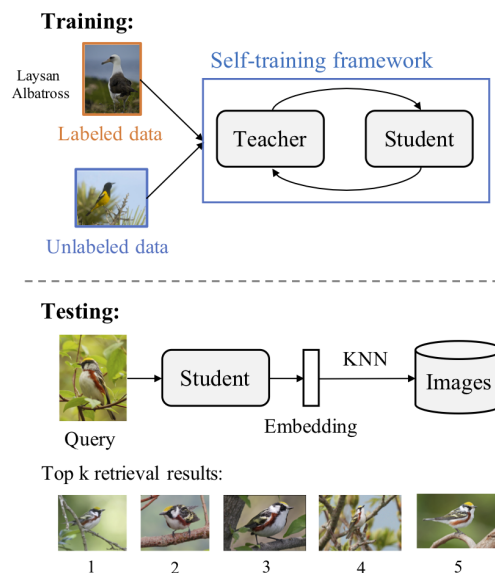 Training:
Self-training framework
Laysan
Albatross
Labeled data
Teacher
Student
Unlabeled data
Testing:
Student
KNN
Images
Embedding
Query
Top k retrieval results:
1 2 3 4 5